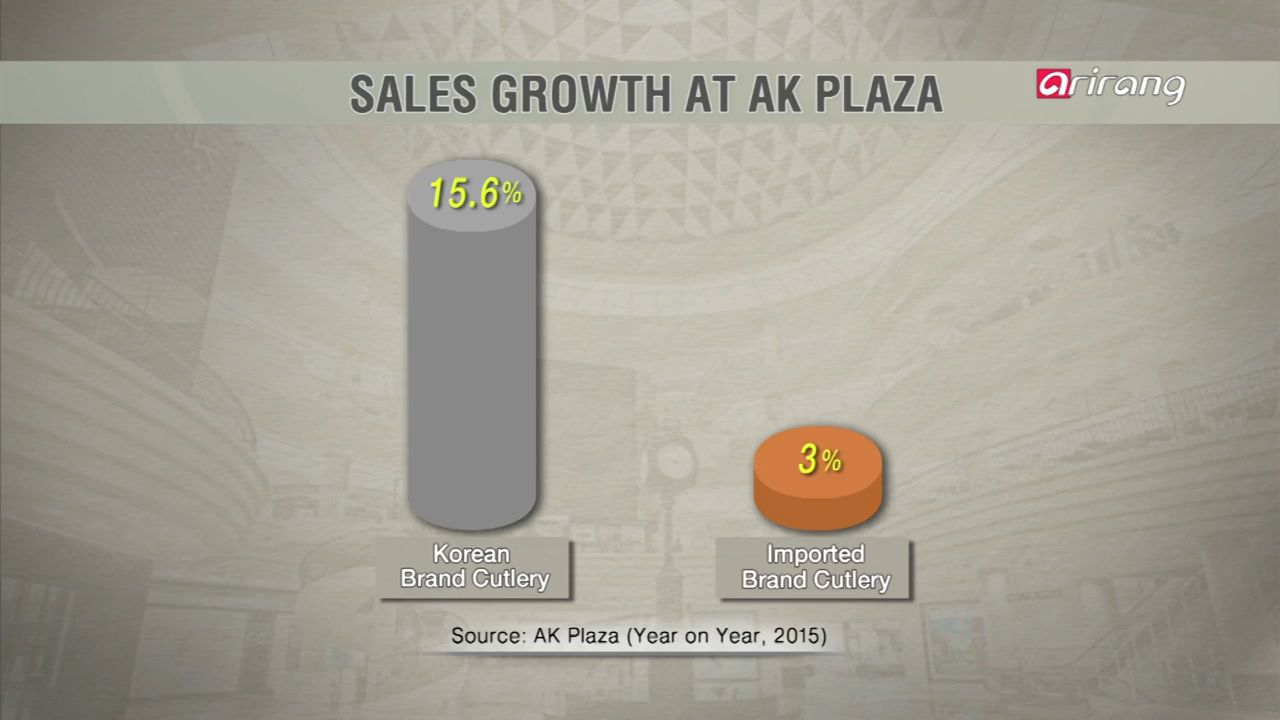 SALES GROWTH AT AK PLAZA
arirang
15.6%
3%
Korean
Brand Cutlery
Imported
Brand Cutlery
Source: AK Plaza (Year on Year, 2015)